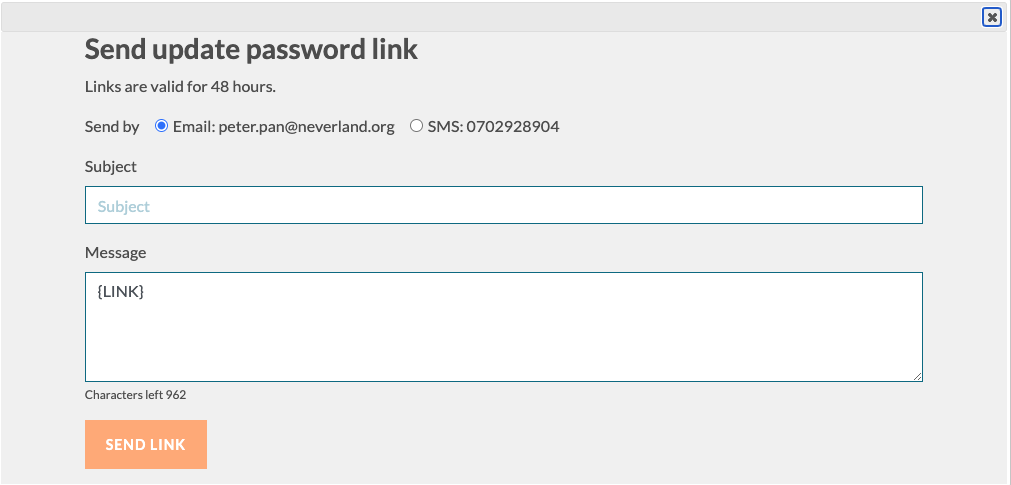 Send update password link
Links are valid for 48 hours.
Send by Email: peter.pan@neverland.org SMS: 0702928904
Subject
Subject
Message
{LINK}
Characters left 962
SEND LINK